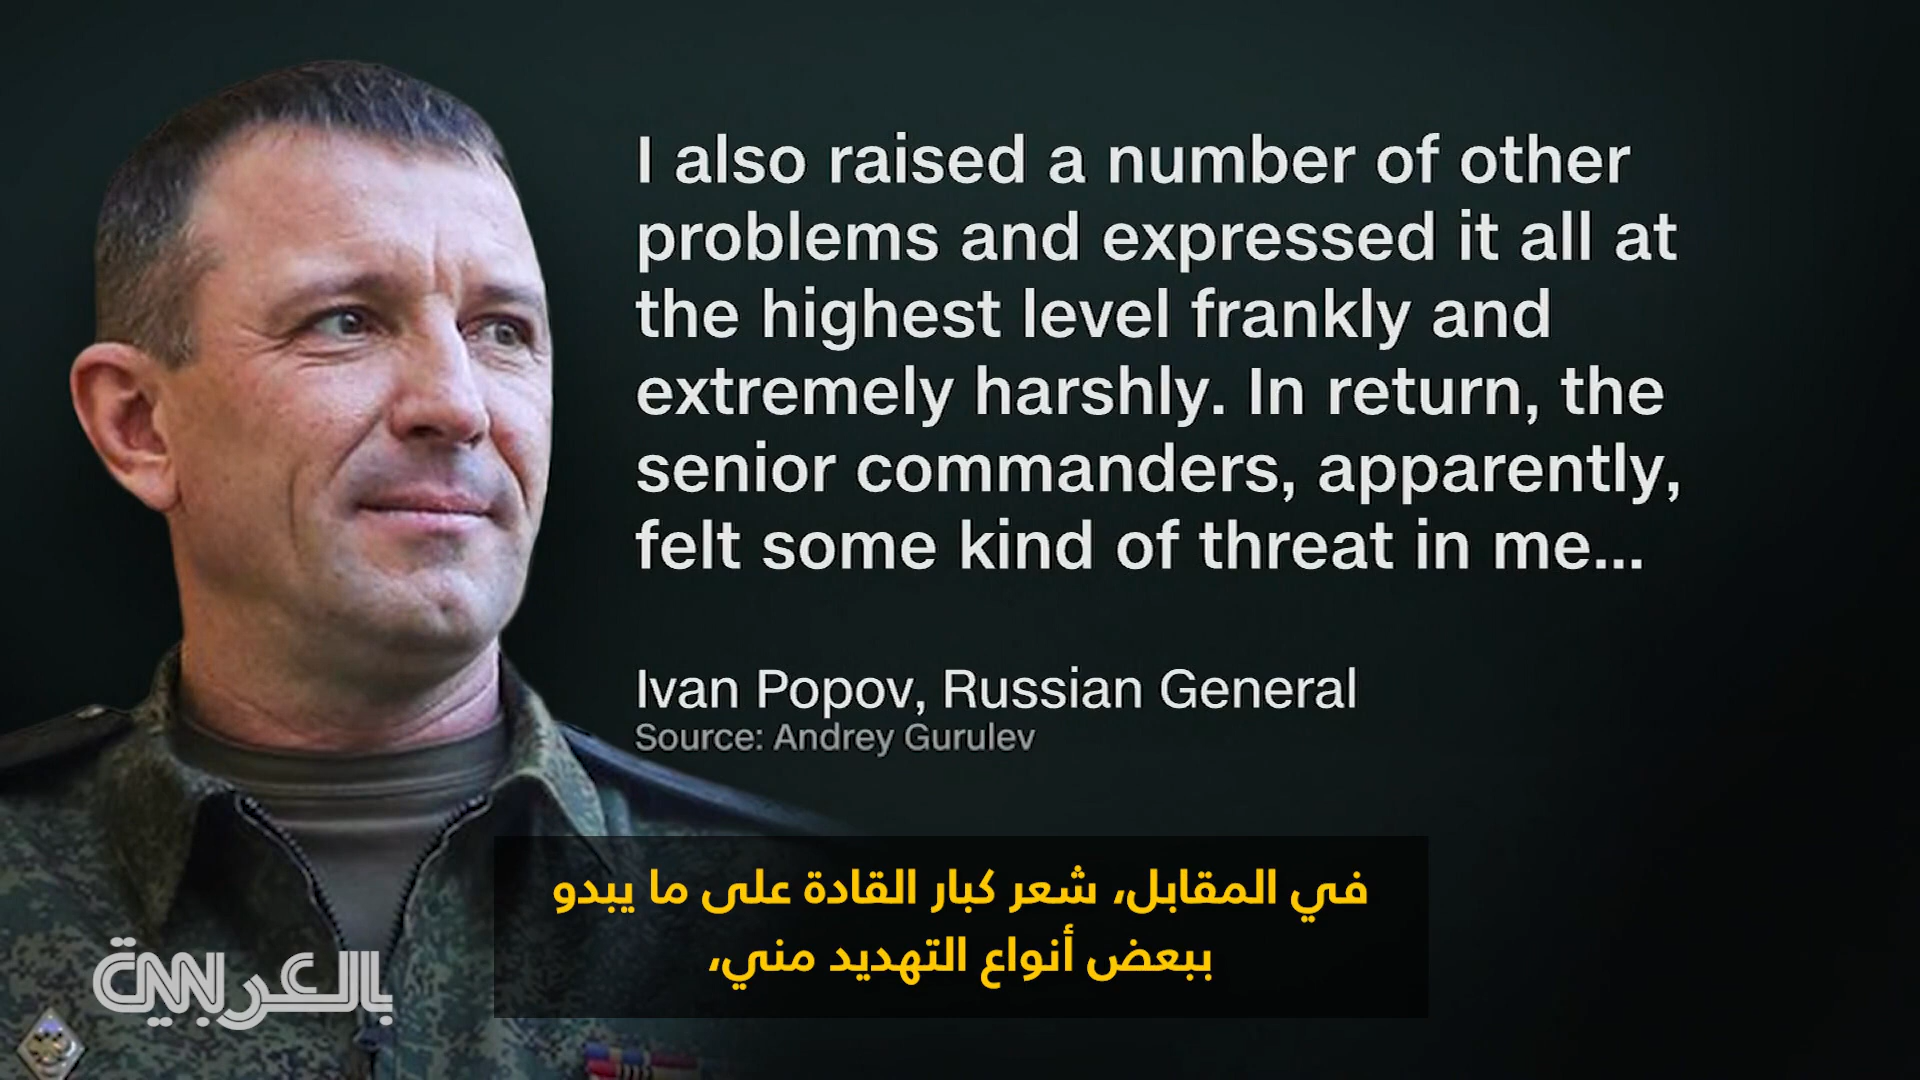 I also raised a number of other
problems and expressed it all at
the highest level frankly and
extremely harshly. In return, the
senior commanders, apparently,
felt some kind of threat in me...
Ivan Popov, Russian General
Source: Andrey Gurulev
في المقابل، شعر كبار القادة على ما يبدو
ببعض أنواع التهديد مني،
CNN بالعربية